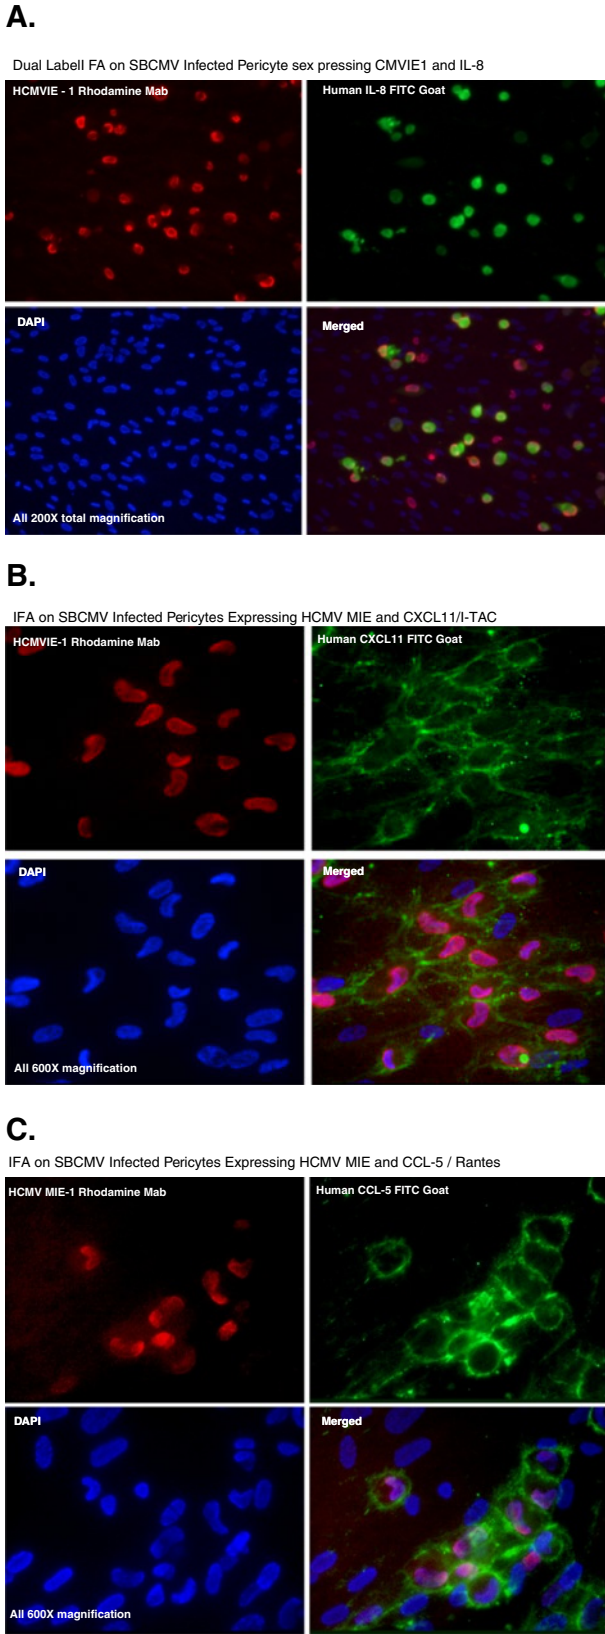 A.
Dual Labell FA on SBCMV Infected Pericyte sex pressing CMVIE1 and IL-8
HCMVIE - 1 Rhodamine Mab
Human IL-8 FITC Goat
DAPI
Merged
All 200X total magnification
B.
IFA on SBCMV Infected Pericytes Expressing HCMV MIE and CXCL11/I-TAC
HCMVIE-1 Rhodamine Mab
Human CXCL11 FITC Goat
DAPI
Merged
All 600X magnification
C.
IFA on SBCMV Infected Pericytes Expressing HCMV MIE and CCL-5 / Rantes
HCMV MIE-1 Rhodamine Mab
Human CCL-5 FITC Goat
DAPI
Merged
All 600X magnification